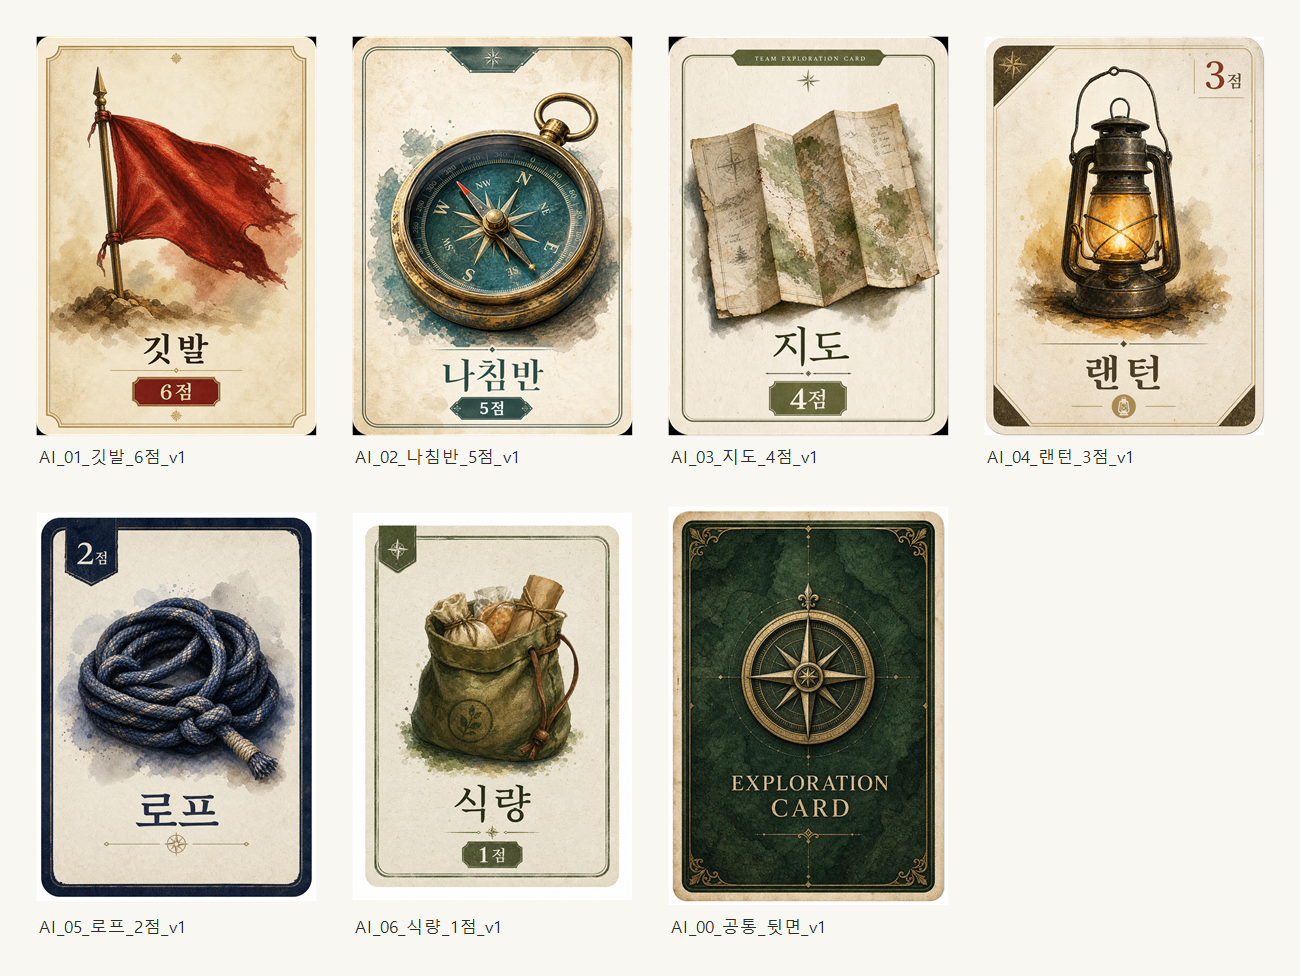 깃발
6점
AI_01_깃발_6점_v1
N
NE
E
SE
S
SW
W
NW
나침반
5점
AI_02_나침반_5점_v1
TEAM EXPLORATION CARD
지도
4점
AI_03_지도_4점_v1
3점
랜턴
AI_04_랜턴_3점_v1
2점
로프
AI_05_로프_2점_v1
식량
1점
AI_06_식량_1점_v1
EXPLORATION
CARD
AI_00_공통_뒷면_v1